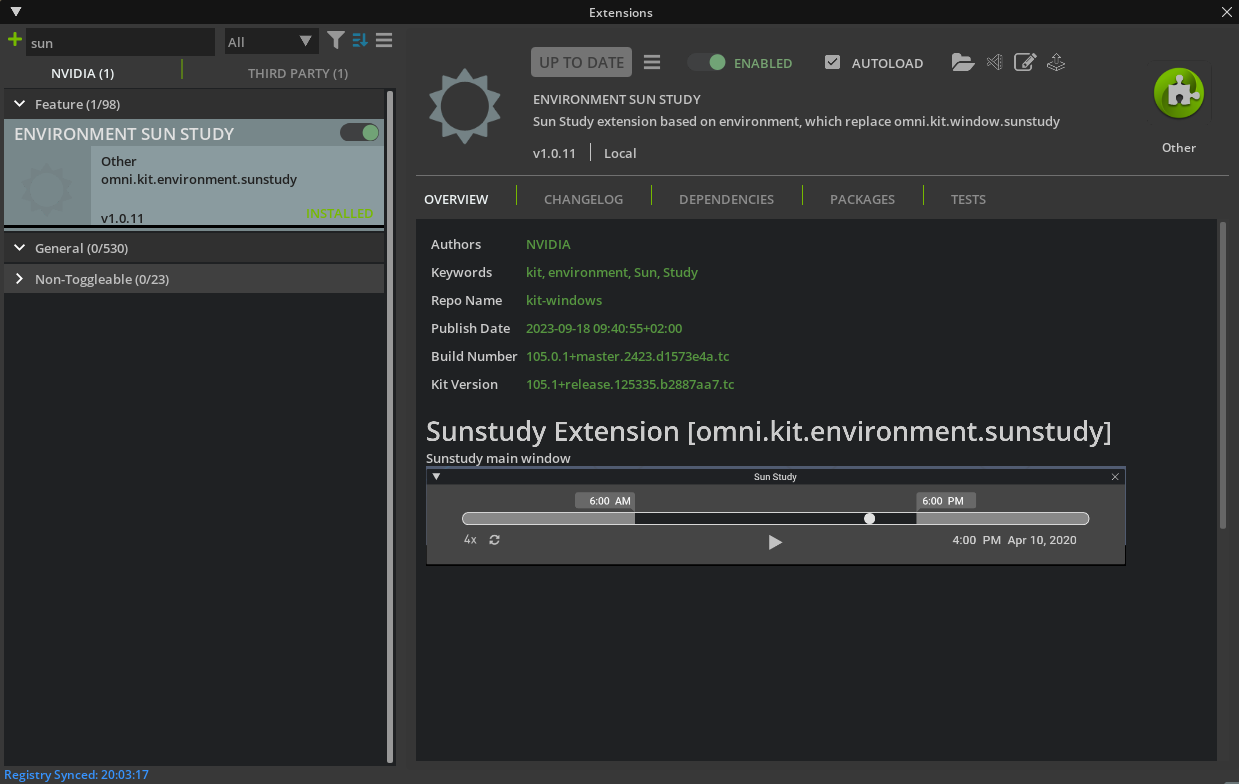 Extensions
sun
All
NVIDIA (1)
THIRD PARTY (1)
Feature (1/98)
ENVIRONMENT SUN STUDY
Other
omni.kit.environment.sunstudy
v1.0.11
INSTALLED
General (0/530)
Non-Toggleable (0/23)
Registry Synced: 20:03:17
UP TO DATE
ENABLED
AUTOLOAD
ENVIRONMENT SUN STUDY
Sun Study extension based on environment, which replace omni.kit.window.sunstudy
v1.0.11 Local
Other
OVERVIEW CHANGELOG DEPENDENCIES PACKAGES TESTS
Authors NVIDIA
Keywords kit, environment, Sun, Study
Repo Name kit-windows
Publish Date 2023-09-18 09:40:55+02:00
Build Number 105.0.1+master.2423.d1573e4a.tc
Kit Version 105.1+release.125335.b2887aa7.tc
Sunstudy Extension [omni.kit.environment.sunstudy]
Sunstudy main window
Sun Study
6:00 AM 6:00 PM
4x 4:00 PM Apr 10, 2020